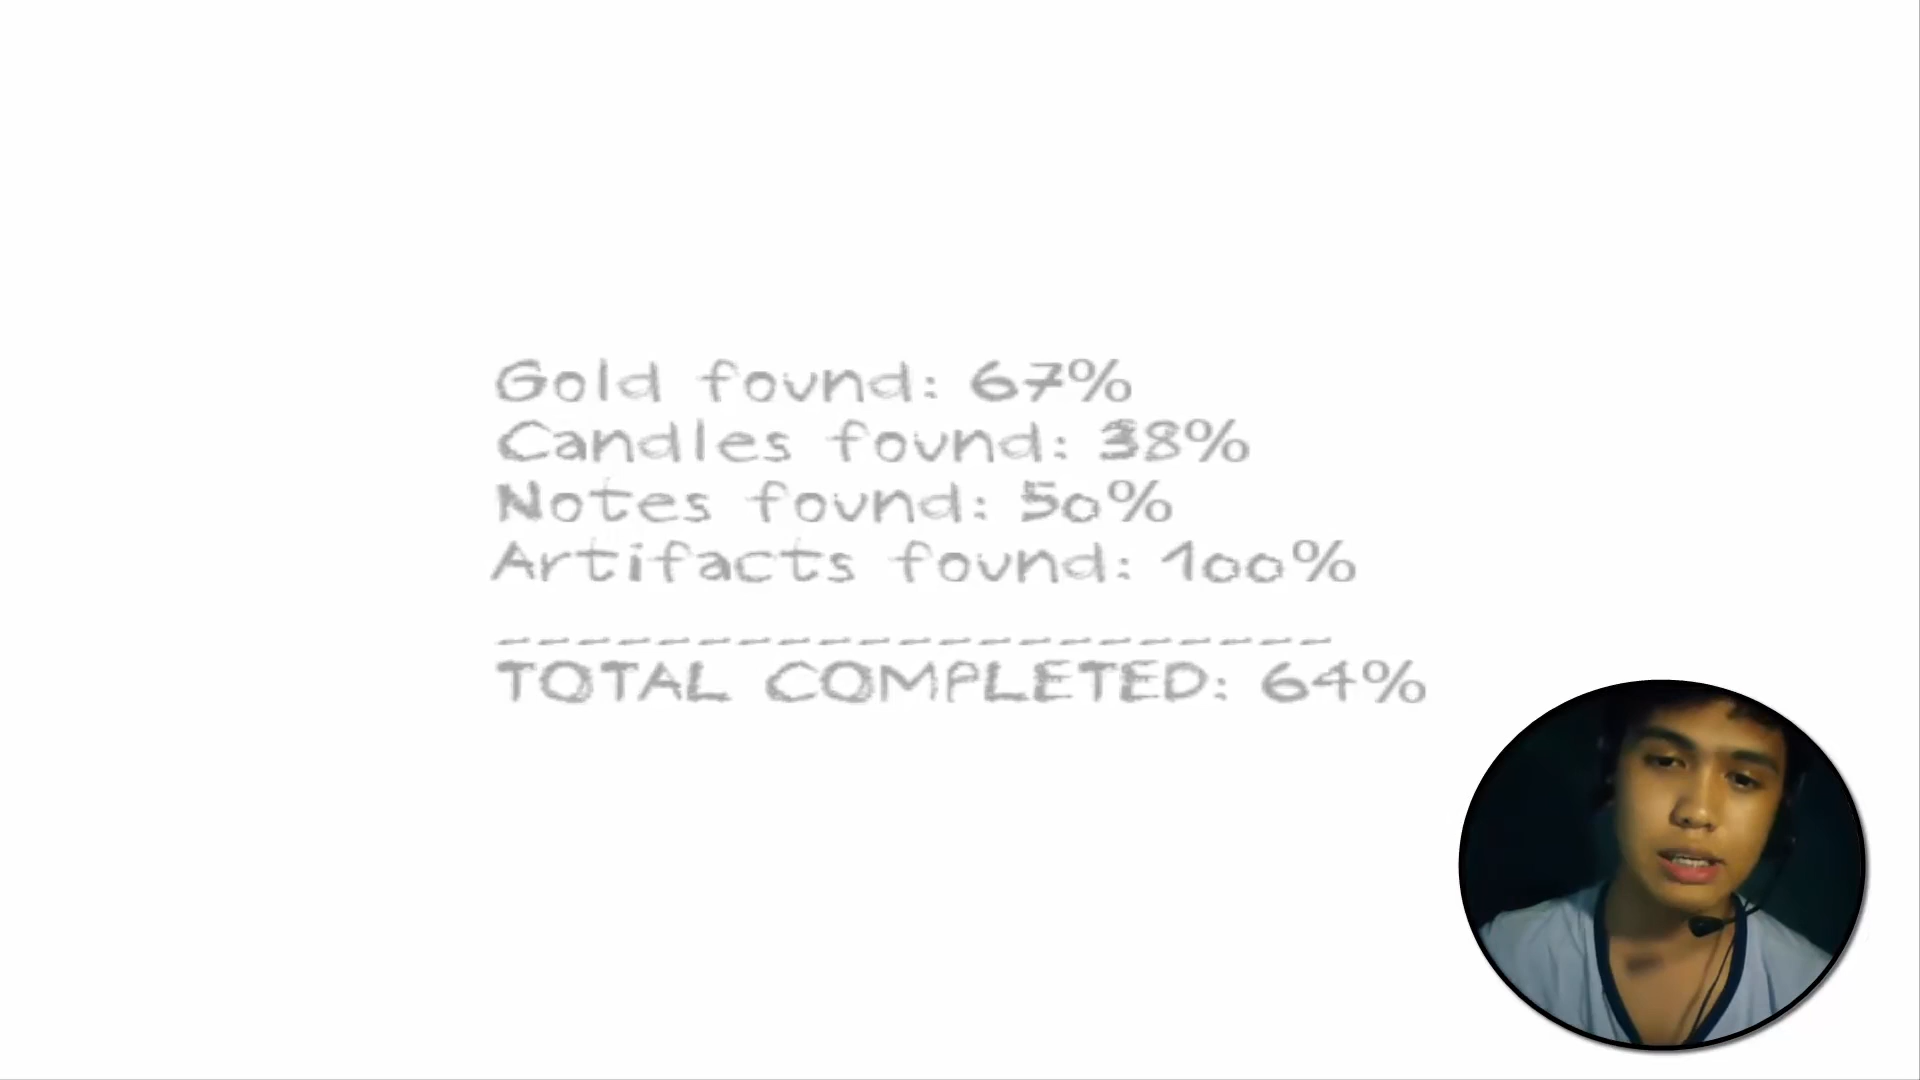 Gold found: 67%
Candles found: 38%
Notes found: 50%
Artifacts found: 100%
_ _ _ _ _ _ _ _ _ _ _ _ _ _ _ _ _ _ _ _ _
TOTAL COMPLETED: 64%